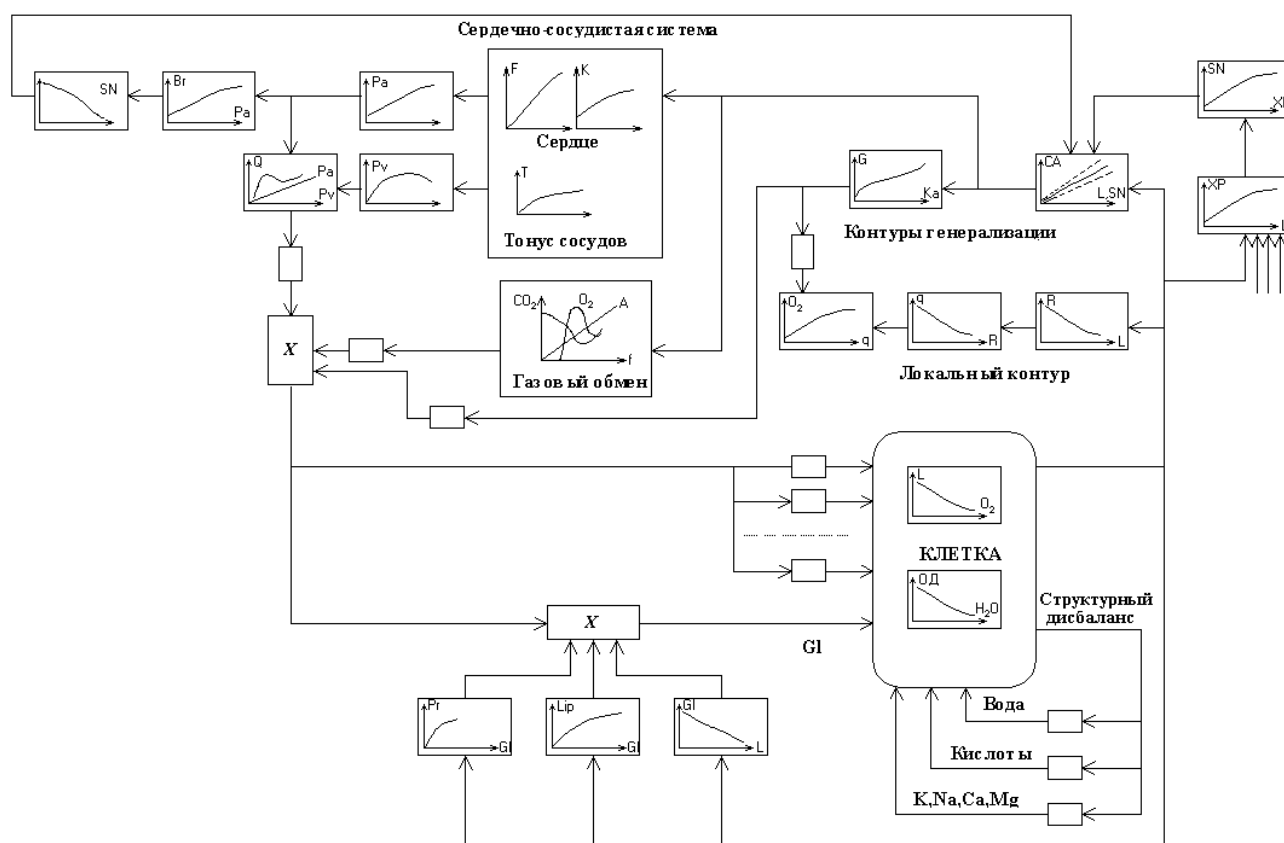 Сердечно-сосудистая система
SN
Br
Pa
Pa
F
K
Сердце
T
Тонус сосудов
Q
Pa
Pv
Pv
G
Ka
CA
L,SN
SN
XP
L
Контуры генерализации
X
CO₂
O₂
A
f
Газовый обмен
O₂
q
q
R
R
L
Локальный контур
L
O₂
КЛЕТКА
ОД
H₂O
Структурный
дисбаланс
X
Gl
Pr
Gl
Lip
Gl
Gl
L
Вода
Кислоты
K,Na,Ca,Mg